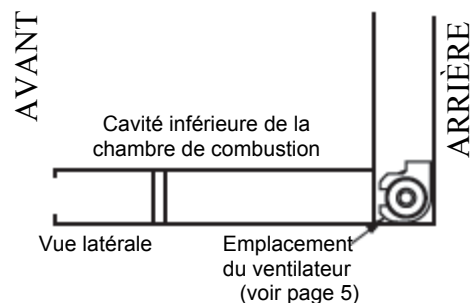 AVANT
ARRIÈRE
Cavité inférieure de la
chambre de combustion
Vue latérale
Emplacement
du ventilateur
(voir page 5)